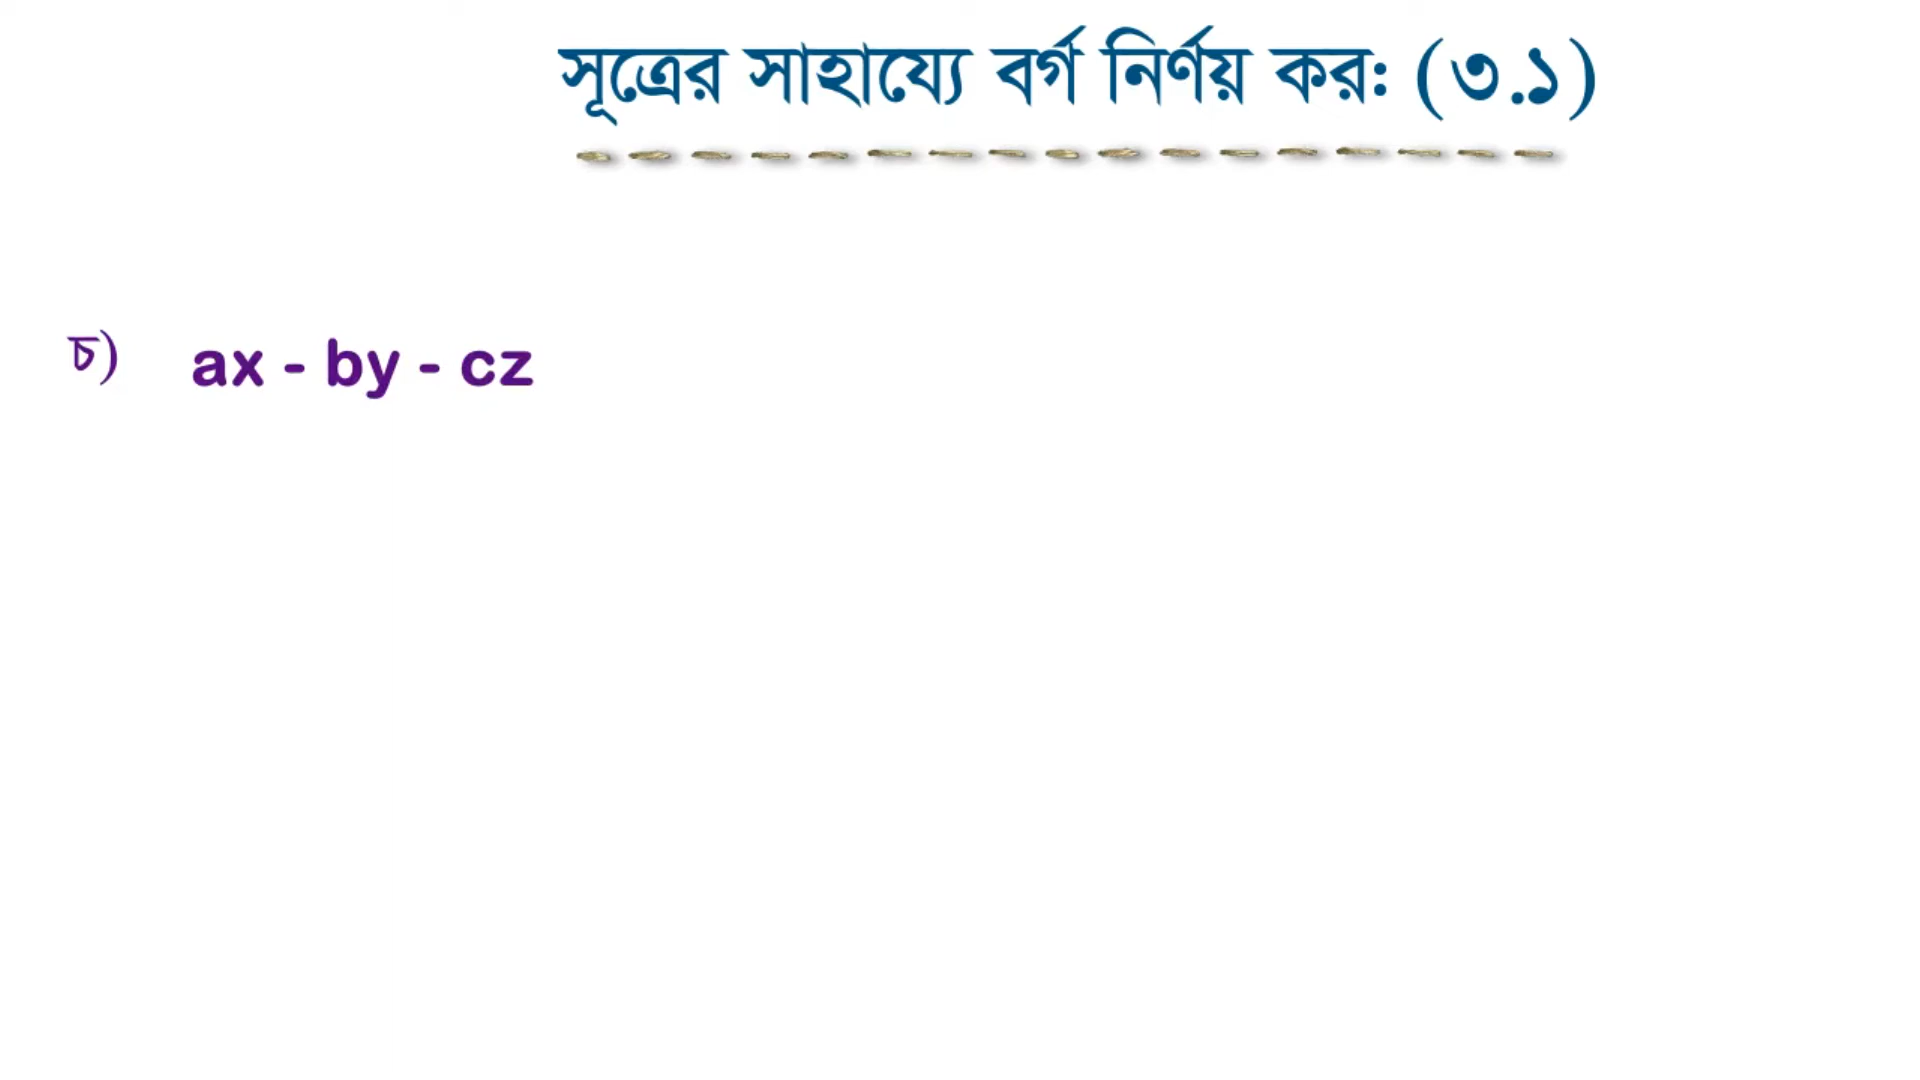 সূত্রের সাহায্যে বর্গ নির্ণয় করঃ (৩.১)
চ) ax - by - cz